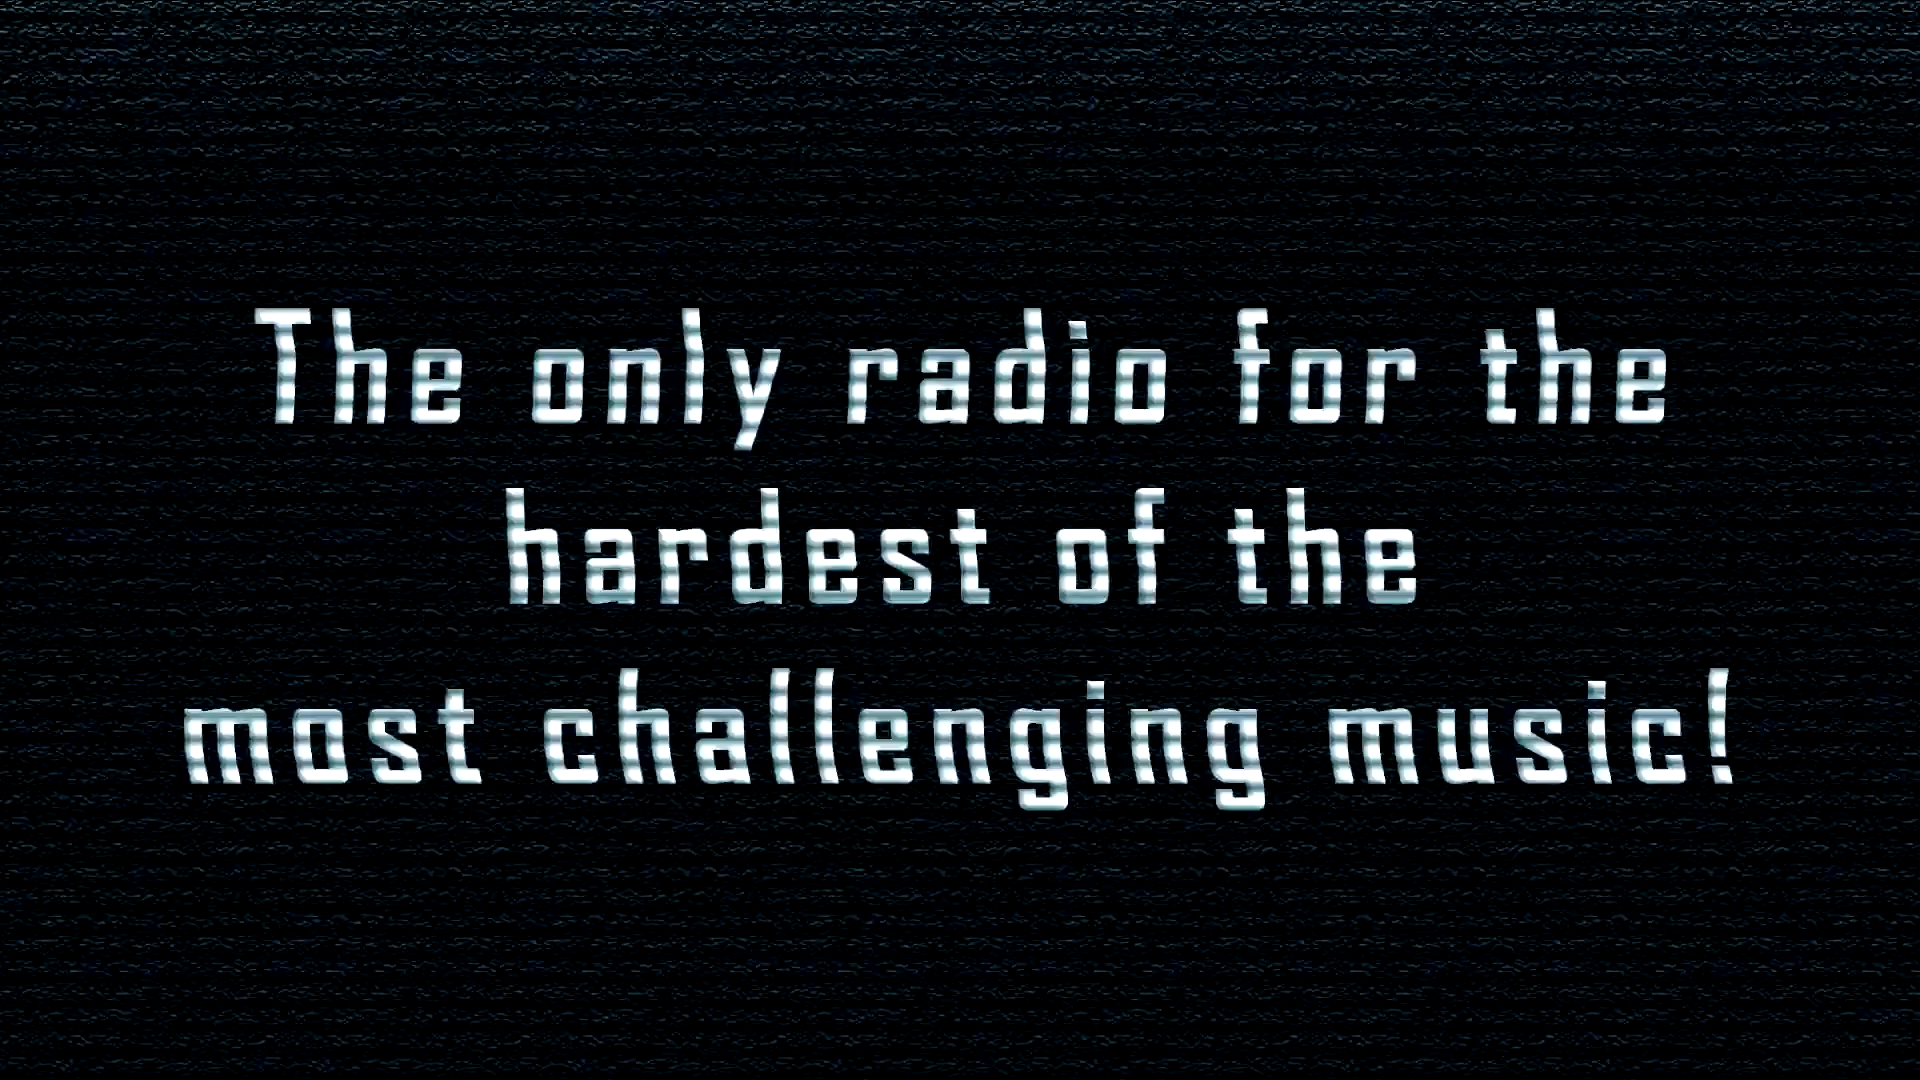 The only radio for the
hardest of the
most challenging music!